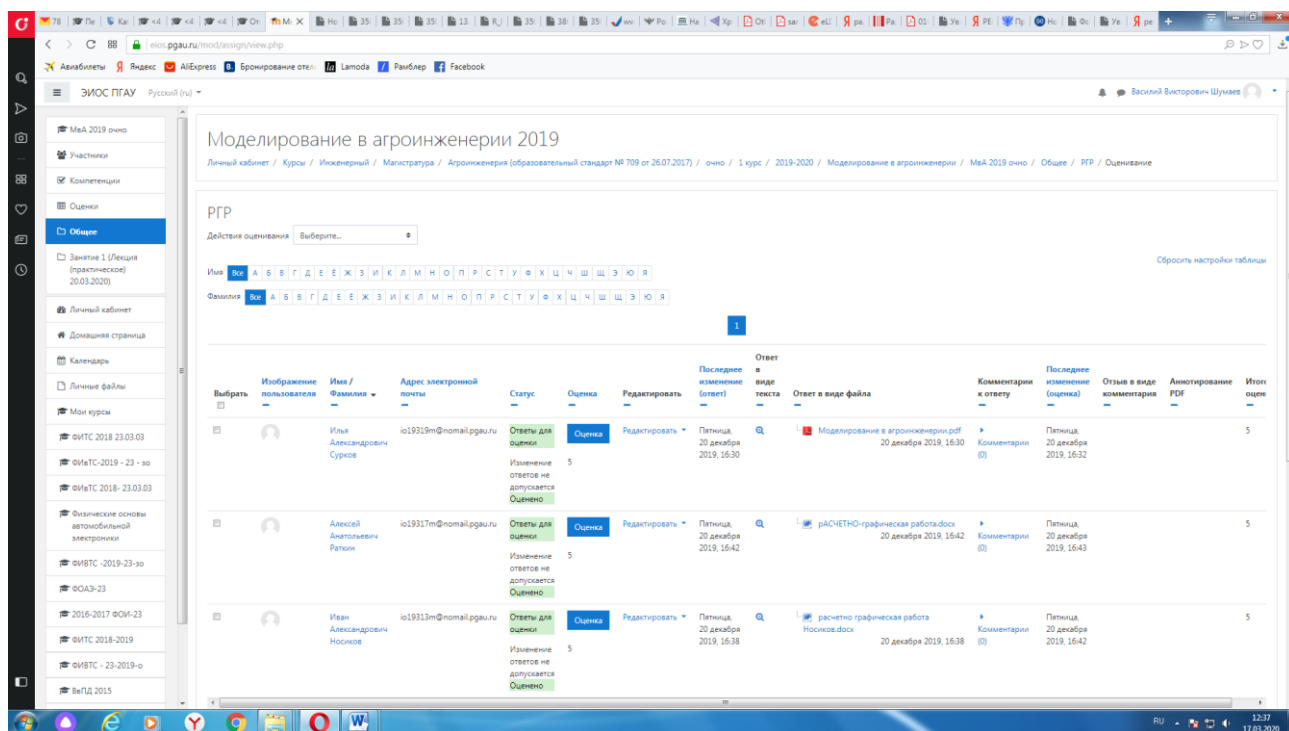 eios.pgau.ru/mod/assign/view.php
Авиабилеты Яндекс AliExpress Бронирование отел Lamoda Рамблер Facebook
ЭИОС ПГАУ Русский (ru)
Василий Викторович Шумаев
МвА 2019 очно
Участники
Компетенции
Оценки
Общее
Занятие 1 (Лекция
(практическое)
20.03.2020)
Личный кабинет
Домашняя страница
Календарь
Личные файлы
Мои курсы
ФИТС 2018 23.03.03
ФИвТС-2019 - 23 - зо
ФИвТС 2018- 23.03.03
Физические основы
автомобильной
электроники
ФИВТС -2019-23-зо
ФОАЭ-23
2016-2017 ФОИ-23
ФИТС 2018-2019
ФИВТС - 23-2019-о
ВеПД 2015
Моделирование в агроинженерии 2019
Личный кабинет / Курсы / Инженерный / Магистратура / Агроинженерия (образовательный стандарт № 709 от 26.07.2017) / очно / 1 курс / 2019-2020 / Моделирование в агроинженерии / МвА 2019 очно / Общее / РГР / Оценивание
РГР
Действия оценивания Выберите...
Сбросить настройки таблицы
Имя Все А Б В Г Д Е Ё Ж З И К Л М Н О П Р С Т У Ф Х Ц Ч Ш Щ Э Ю Я
Фамилия Все А Б В Г Д Е Ё Ж З И К Л М Н О П Р С Т У Ф Х Ц Ч Ш Щ Э Ю Я
1
Выбрать
Изображение
пользователя
Имя /
Фамилия
Адрес электронной
почты
Статус
Оценка
Редактировать
Последнее
изменение
(ответ)
Ответ
в
виде
текста
Ответ в виде файла
Комментарии
к ответу
Последнее
изменение
(оценка)
Отзыв в виде
комментария
Аннотирование
PDF
Итого
оцен
Илья
Александрович
Сурков
io19319m@nomail.pgau.ru
Ответы для
оценки
Изменение
ответов не
допускается
Оценено
Оценка
5
Редактировать
Пятница,
20 декабря
2019, 16:30
Моделирование в агроинженерии.pdf
20 декабря 2019, 16:30
Комментарии
(0)
Пятница,
20 декабря
2019, 16:32
5
Алексей
Анатольевич
Раткин
io19317m@nomail.pgau.ru
Ответы для
оценки
Изменение
ответов не
допускается
Оценено
Оценка
5
Редактировать
Пятница,
20 декабря
2019, 16:42
рАСЧЕТНО-графическая работа.docx
20 декабря 2019, 16:42
Комментарии
(0)
Пятница,
20 декабря
2019, 16:43
5
Иван
Александрович
Носиков
io19313m@nomail.pgau.ru
Ответы для
оценки
Изменение
ответов не
допускается
Оценено
Оценка
5
Редактировать
Пятница,
20 декабря
2019, 16:38
расчетно графическая работа
Носиков.docx
20 декабря 2019, 16:38
Комментарии
(0)
Пятница,
20 декабря
2019, 16:42
5
RU
12:37
17.03.2020